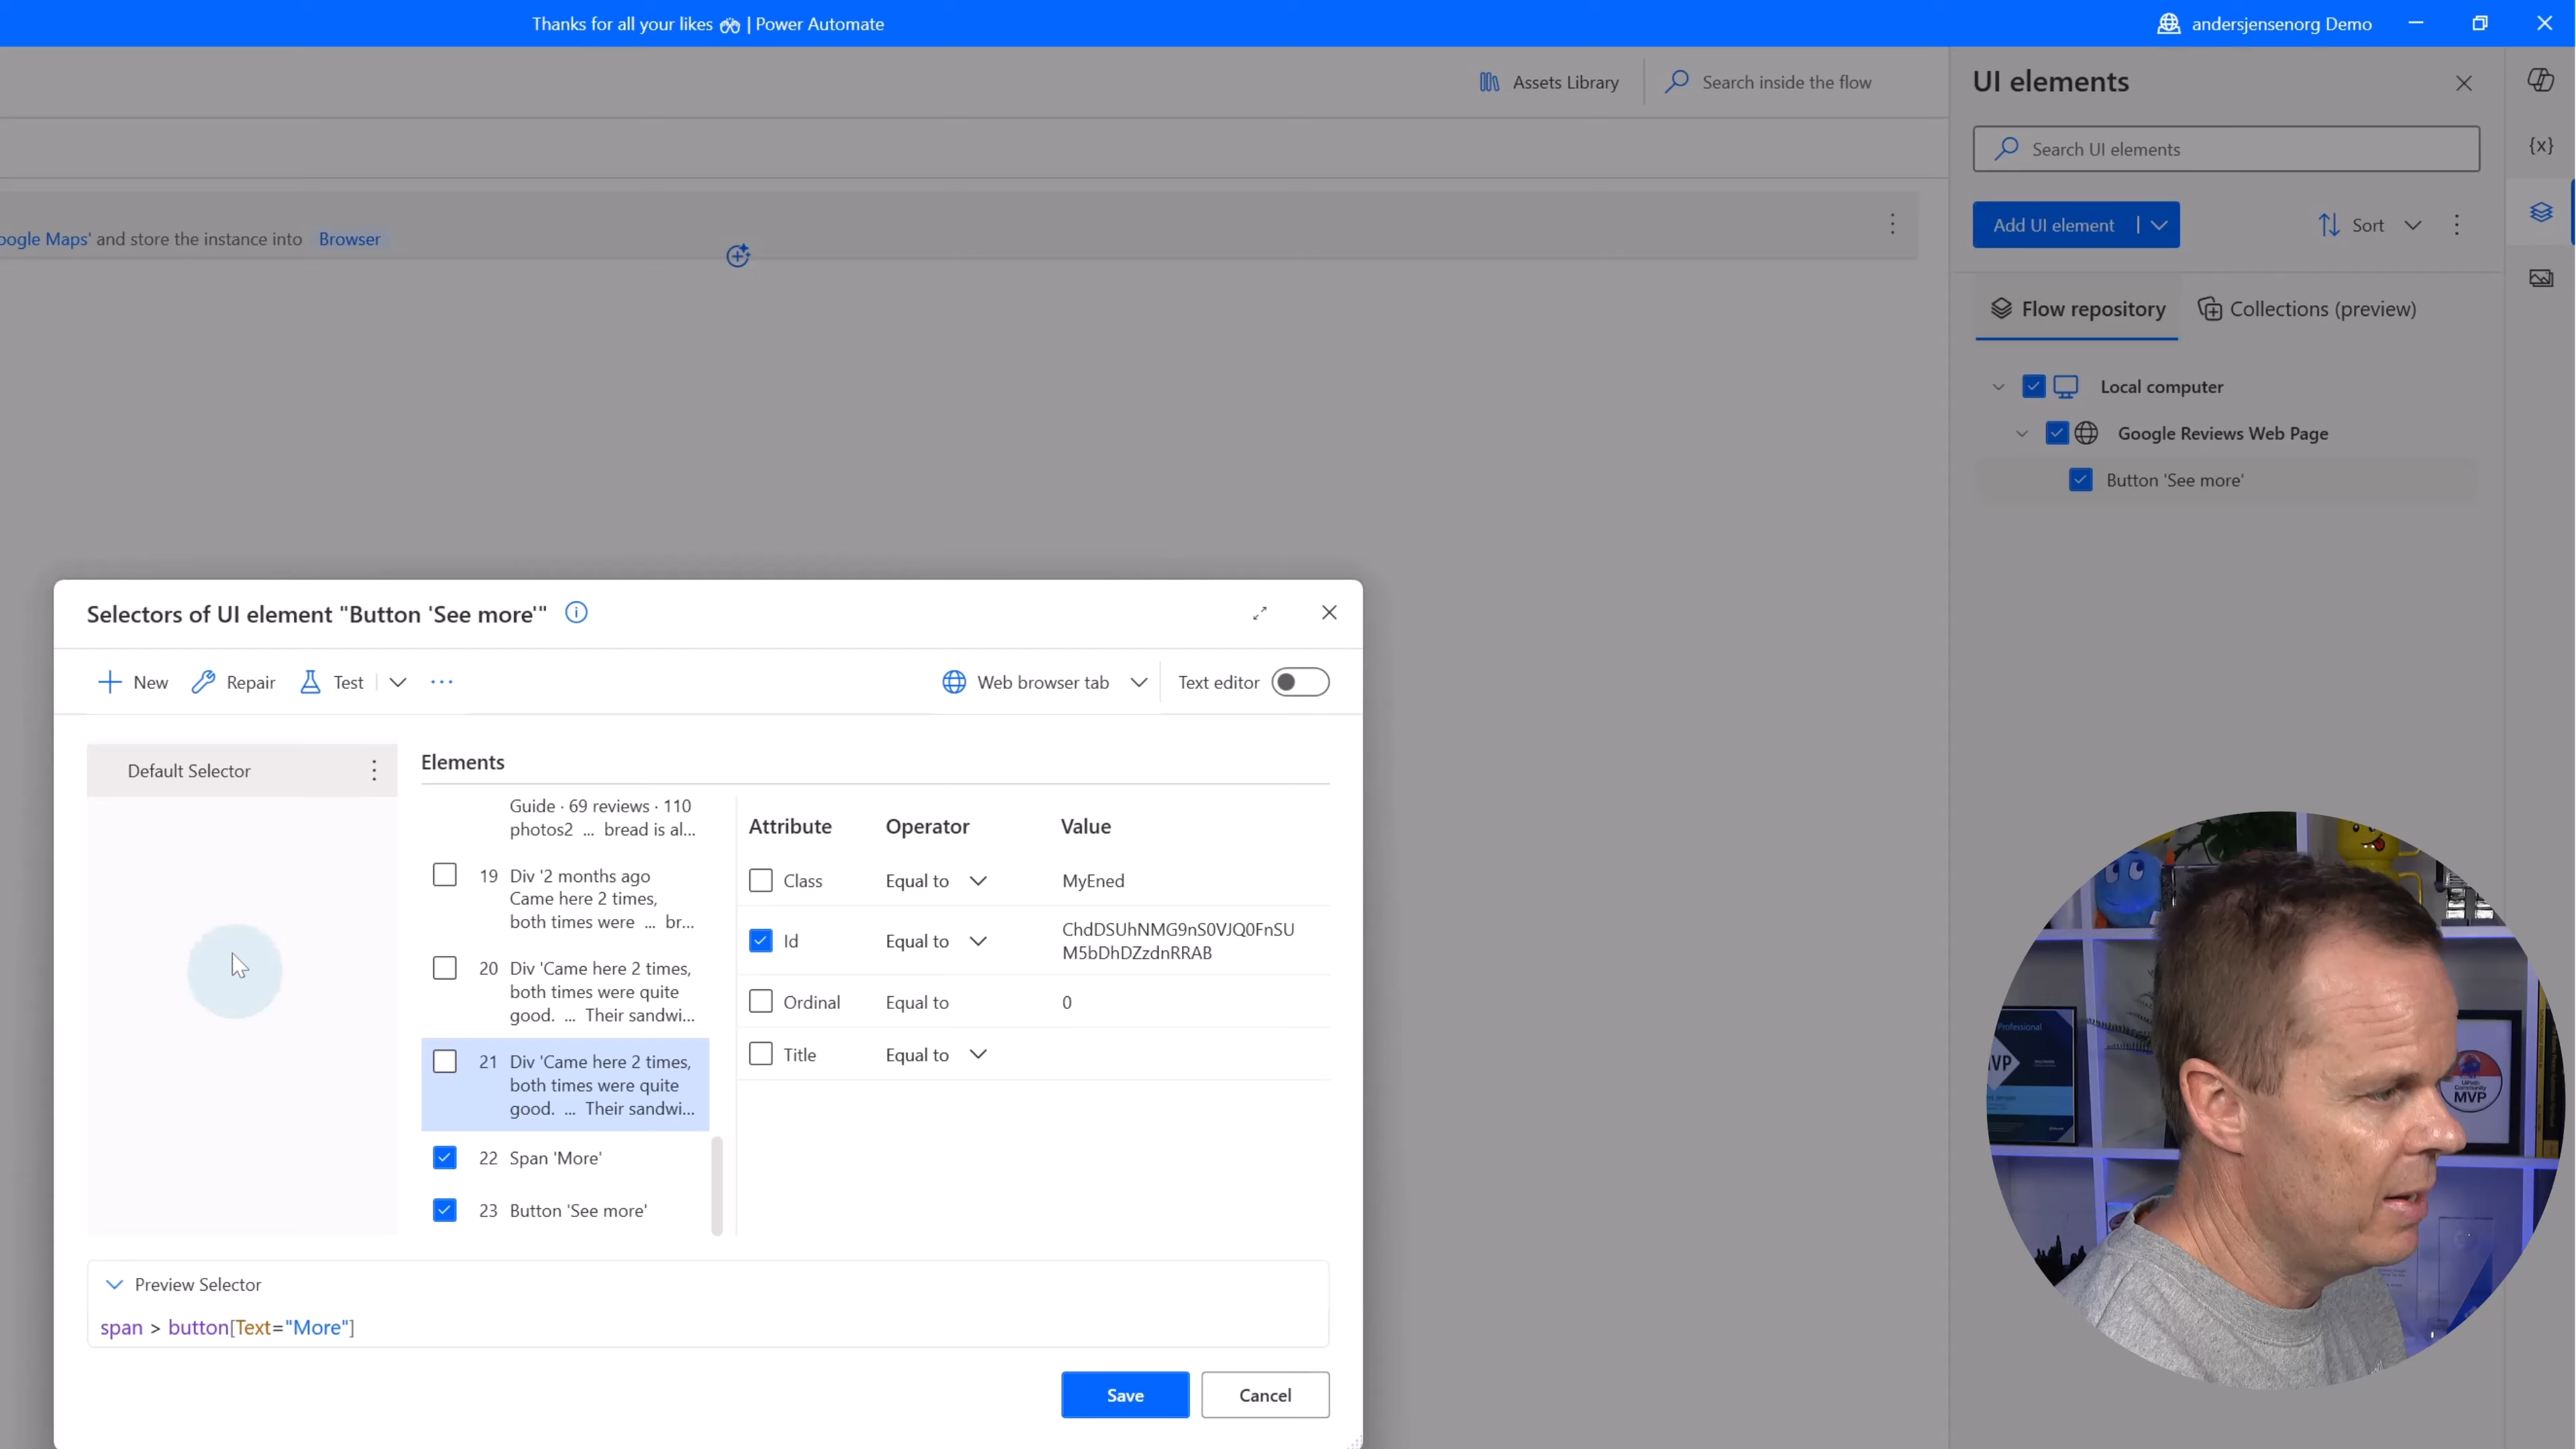 Thanks for all your likes | Power Automate
andersjensenorg Demo
Assets Library
Search inside the flow
UI elements
Search UI elements
{x}
oogle Maps' and store the instance into Browser
Add UI element
Sort
Flow repository
Collections (preview)
Local computer
Google Reviews Web Page
Button 'See more'
Selectors of UI element "Button 'See more'"
New
Repair
Test
Web browser tab
Text editor
Default Selector
Elements
Guide · 69 reviews · 110
photos2 ... bread is al...
19 Div '2 months ago
Came here 2 times,
both times were ... br...
20 Div 'Came here 2 times,
both times were quite
good. ... Their sandwi...
21 Div 'Came here 2 times,
both times were quite
good. ... Their sandwi...
22 Span 'More'
23 Button 'See more'
Attribute Operator Value
Class Equal to MyEned
Id Equal to ChdDSUhNMG9nS0VJQ0FnSU
M5bDhDZzdnRRAB
Ordinal Equal to 0
Title Equal to
Preview Selector
span > button[Text="More"]
Save
Cancel
Professional
MVP
UiPath
Community
MVP